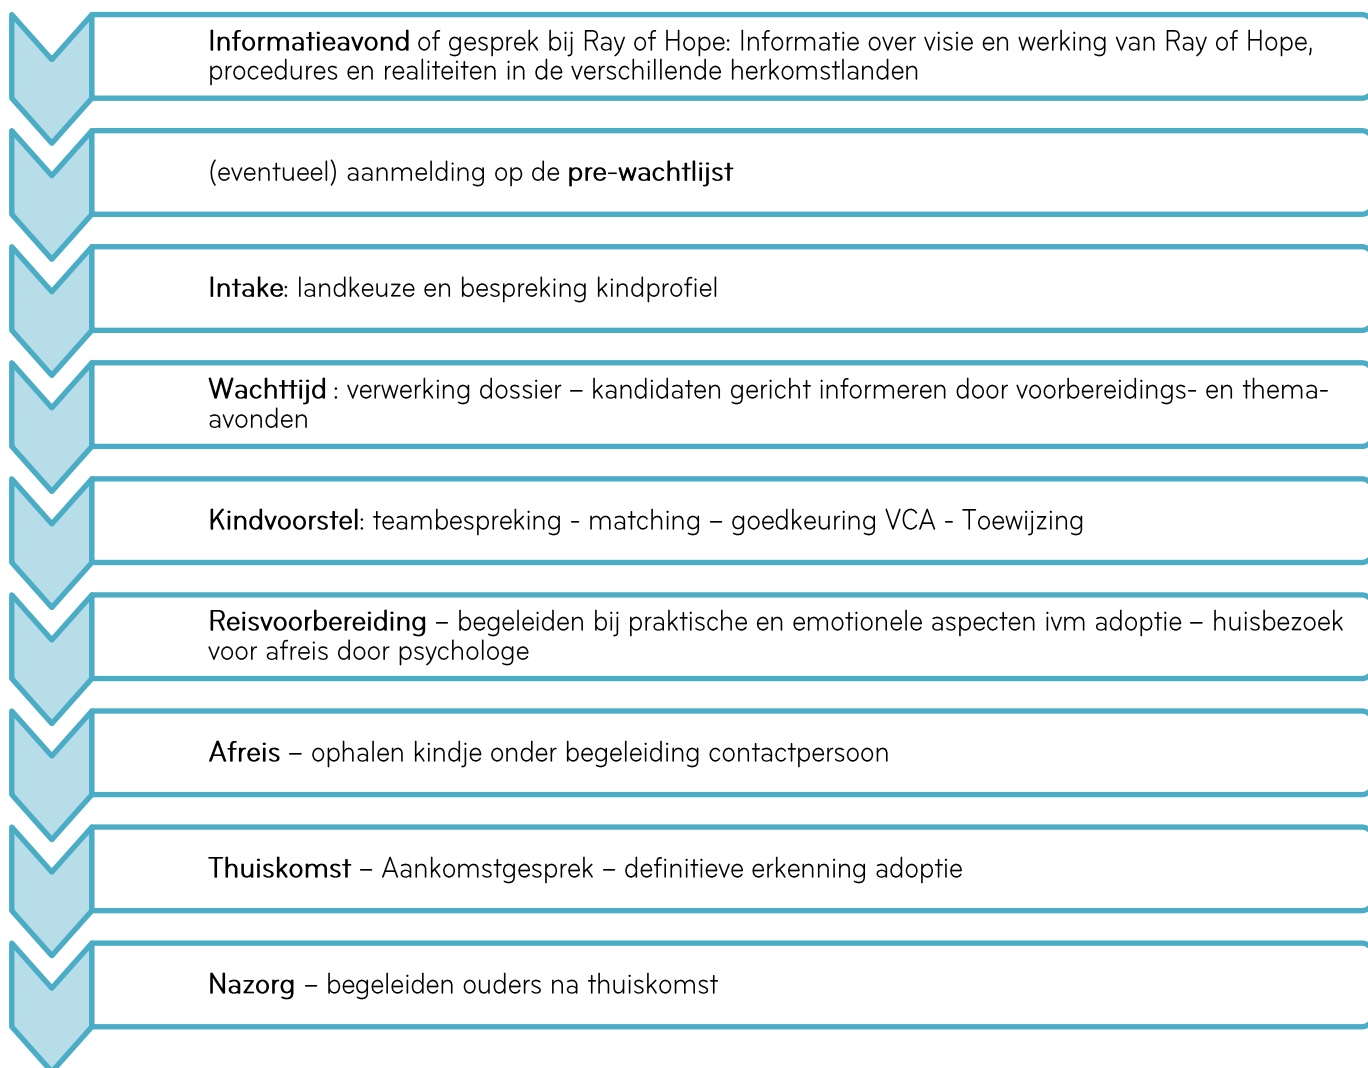 Informatieavond of gesprek bij Ray of Hope: Informatie over visie en werking van Ray of Hope,
procedures en realiteiten in de verschillende herkomstlanden
(eventueel) aanmelding op de pre-wachtlijst
Intake: landkeuze en bespreking kindprofiel
Wachttijd : verwerking dossier – kandidaten gericht informeren door voorbereidings- en thema-
avonden
Kindvoorstel: teambespreking - matching – goedkeuring VCA - Toewijzing
Reisvoorbereiding – begeleiden bij praktische en emotionele aspecten ivm adoptie – huisbezoek
voor afreis door psychologe
Afreis – ophalen kindje onder begeleiding contactpersoon
Thuiskomst – Aankomstgesprek – definitieve erkenning adoptie
Nazorg – begeleiden ouders na thuiskomst